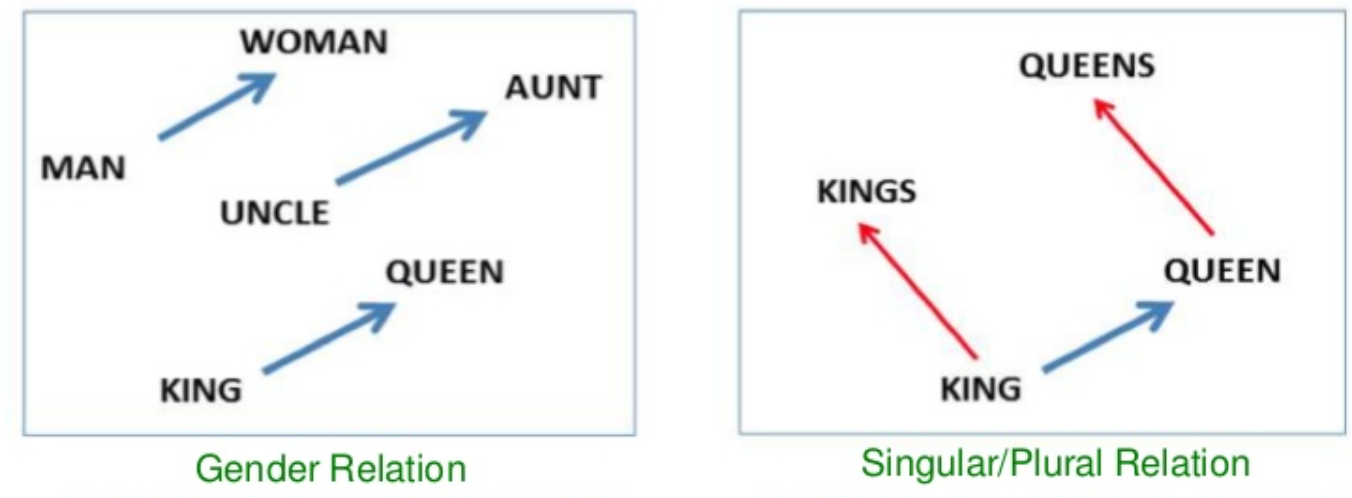 WOMAN
AUNT
MAN
UNCLE
QUEEN
KING
Gender Relation
QUEENS
KINGS
QUEEN
KING
Singular/Plural Relation